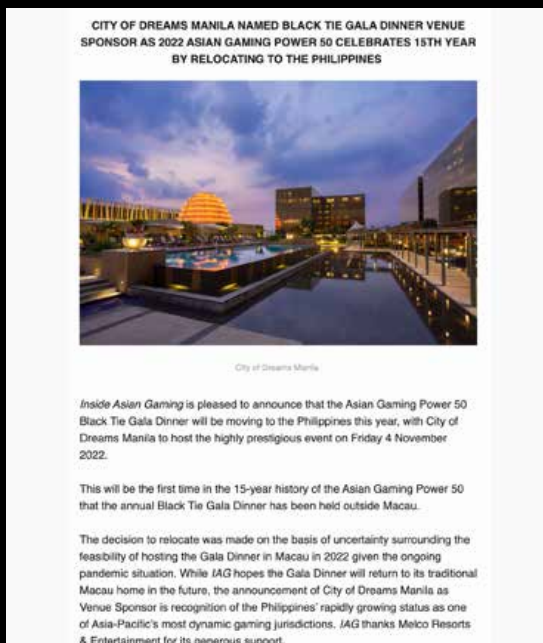 CITY OF DREAMS MANILA NAMED BLACK TIE GALA DINNER VENUE
SPONSOR AS 2022 ASIAN GAMING POWER 50 CELEBRATES 15TH YEAR
BY RELOCATING TO THE PHILIPPINES
City of Dreams Manila
Inside Asian Gaming is pleased to announce that the Asian Gaming Power 50
Black Tie Gala Dinner will be moving to the Philippines this year, with City of
Dreams Manila to host the highly prestigious event on Friday 4 November
2022.
This will be the first time in the 15-year history of the Asian Gaming Power 50
that the annual Black Tie Gala Dinner has been held outside Macau.
The decision to relocate was made on the basis of uncertainty surrounding the
feasibility of hosting the Gala Dinner in Macau in 2022 given the ongoing
pandemic situation. While IAG hopes the Gala Dinner will return to its traditional
Macau home in the future, the announcement of City of Dreams Manila as
Venue Sponsor is recognition of the Philippines' rapidly growing status as one
of Asia-Pacific's most dynamic gaming jurisdictions. IAG thanks Melco Resorts
& Entertainment for its generous support.